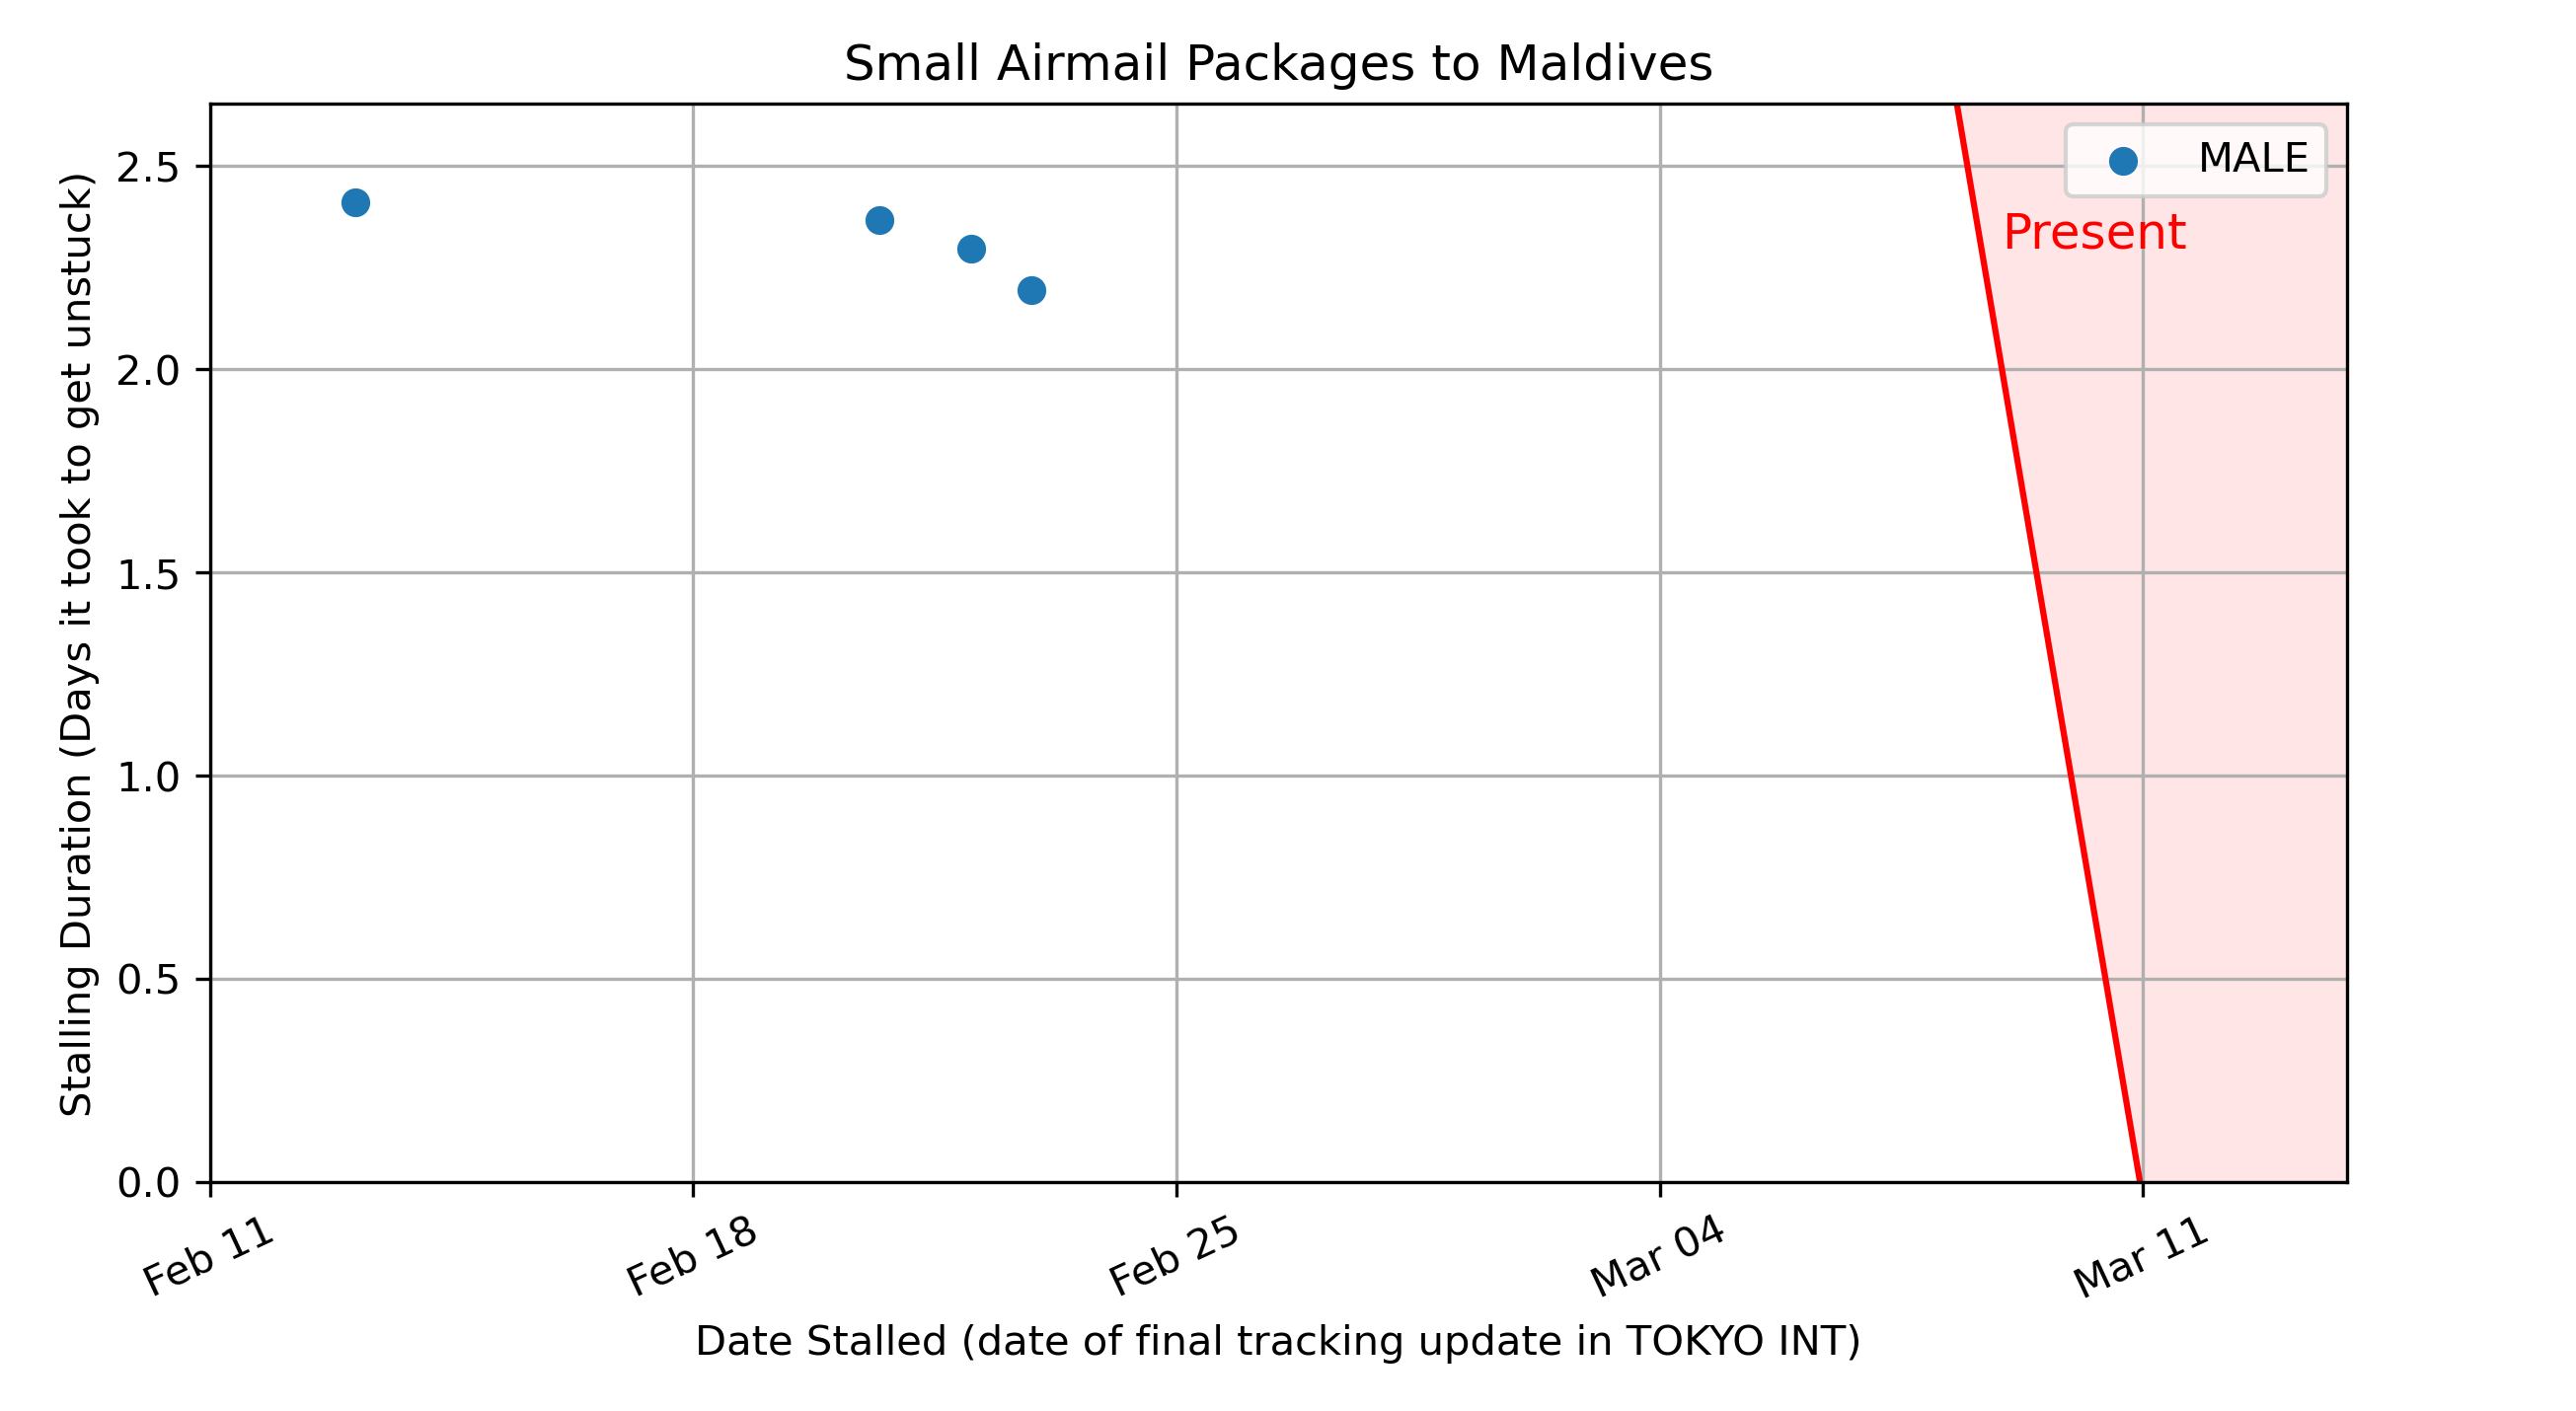 Small Airmail Packages to Maldives
Stalling Duration (Days it took to get unstuck)
2.5
2.0
1.5
1.0
0.5
0.0
MALE
Present
Feb 11
Feb 18
Feb 25
Mar 04
Mar 11
Date Stalled (date of final tracking update in TOKYO INT)